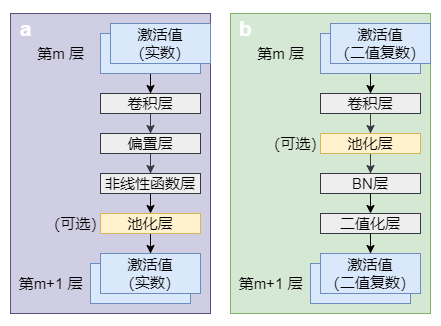 a
激活值
(实数)
第m 层
卷积层
偏置层
非线性函数层
(可选)
池化层
激活值
(实数)
第m+1 层
b
激活值
(二值复数)
第m 层
卷积层
(可选)
池化层
BN层
二值化层
激活值
(二值复数)
第m+1 层